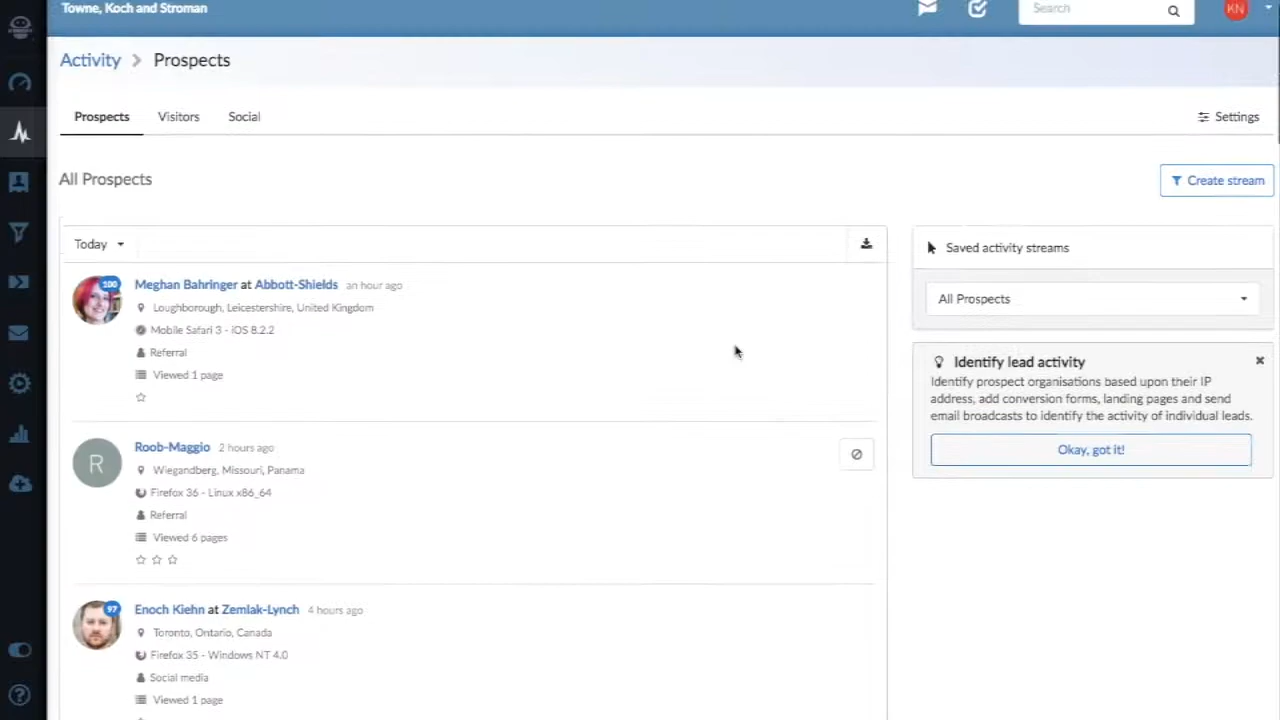 Towne, Koch and Stroman
Search
KN
Activity > Prospects
Prospects Visitors Social Settings
All Prospects
Create stream
Today
Saved activity streams
All Prospects
100
Meghan Bahringer at Abbott-Shields an hour ago
Loughborough, Leicestershire, United Kingdom
Mobile Safari 3 - iOS 8.2.2
Referral
Viewed 1 page
Identify lead activity
Identify prospect organisations based upon their IP
address, add conversion forms, landing pages and send
email broadcasts to identify the activity of individual leads.
Okay, got it!
R
Roob-Maggio 2 hours ago
Wiegandberg, Missouri, Panama
Firefox 36 - Linux x86_64
Referral
Viewed 6 pages
97
Enoch Kiehn at Zemlak-Lynch 4 hours ago
Toronto, Ontario, Canada
Firefox 35 - Windows NT 4.0
Social media
Viewed 1 page